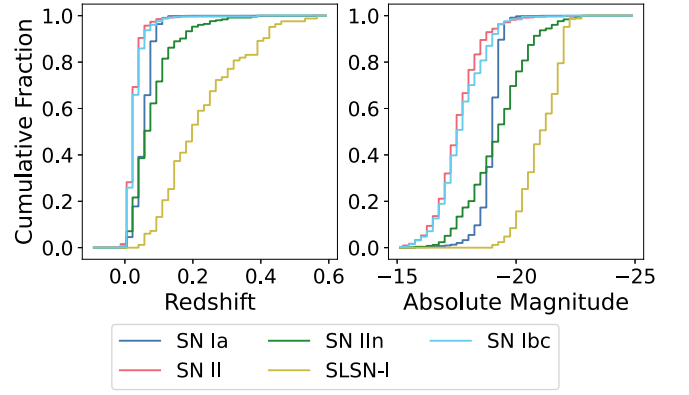 Cumulative Fraction
1.0
0.8
0.6
0.4
0.2
0.0
0.0 0.2 0.4 0.6
Redshift
1.0
0.8
0.6
0.4
0.2
0.0
−15 −20 −25
Absolute Magnitude
SN Ia SN IIn SN Ibc
SN II SLSN-I